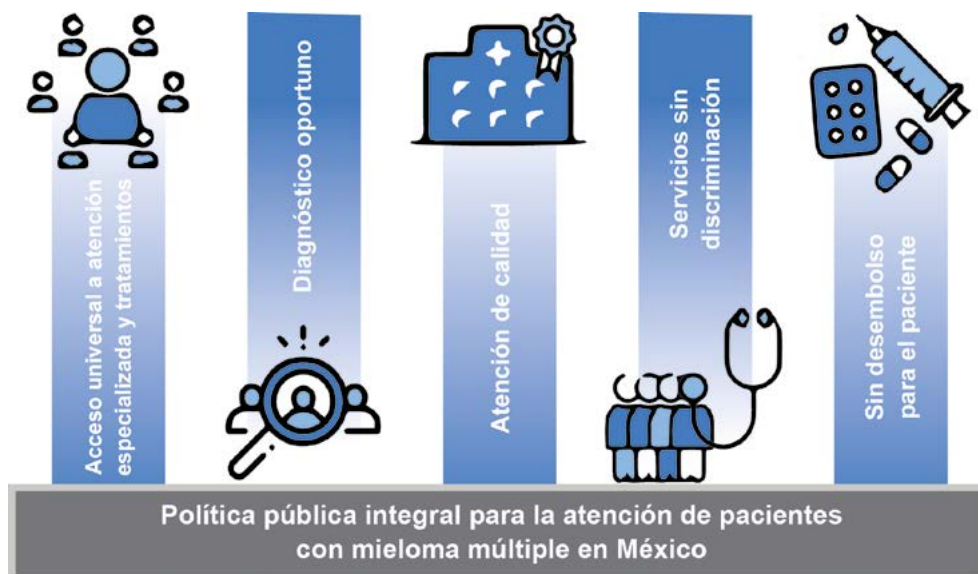 Acceso universal a atención
especializada y tratamientos
Diagnóstico oportuno
Atención de calidad
Servicios sin
discriminación
Sin desembolso
para el paciente
Política pública integral para la atención de pacientes
con mieloma múltiple en México